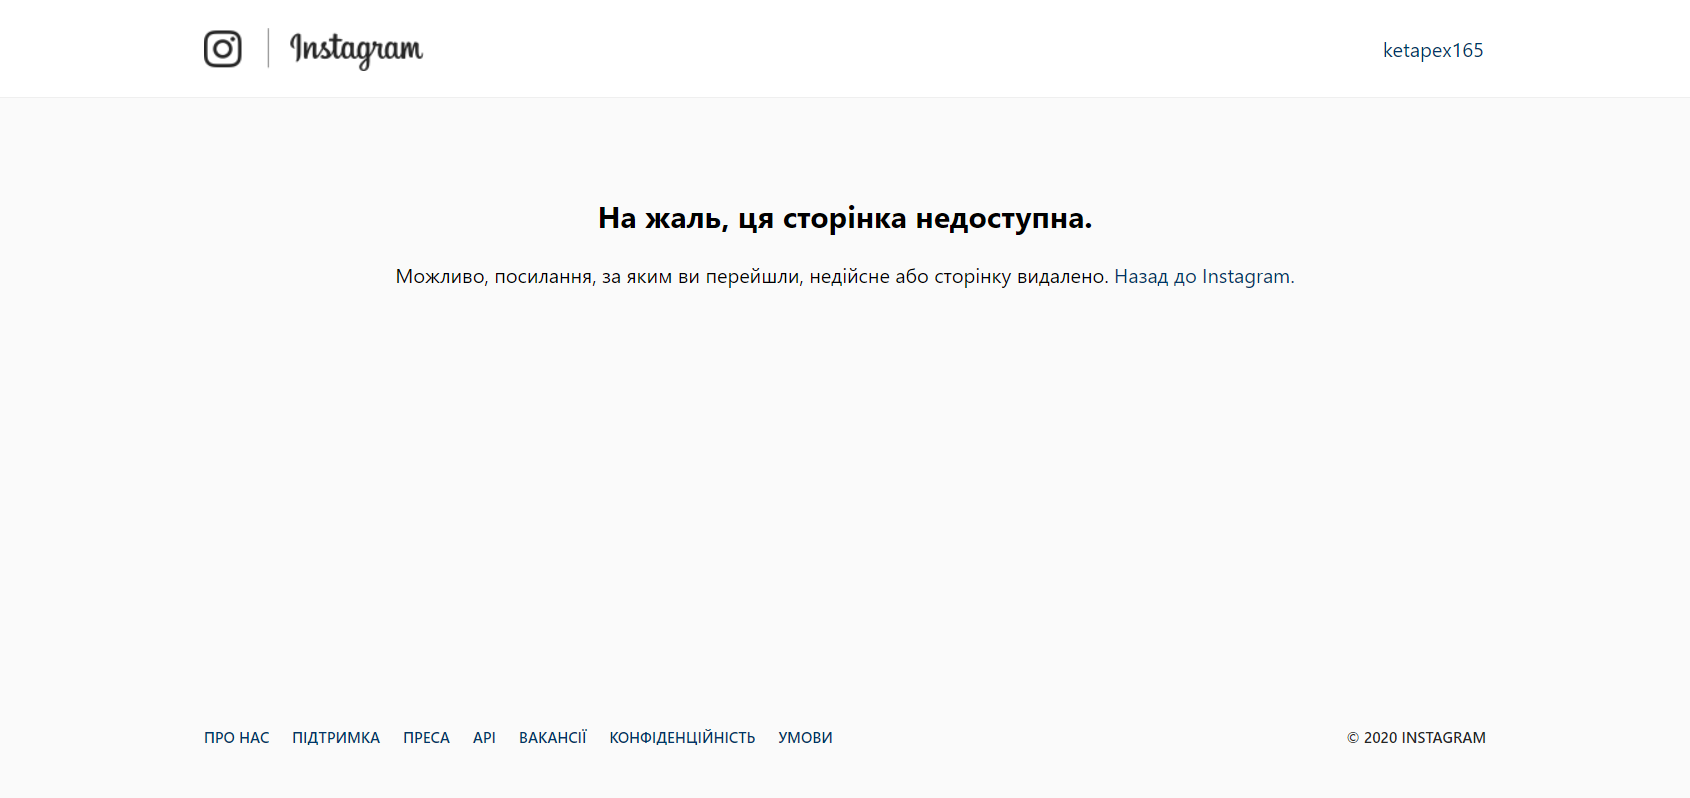 Instagram
ketapex165
На жаль, ця сторінка недоступна.
Можливо, посилання, за яким ви перейшли, недійсне або сторінку видалено. Назад до Instagram.
ПРО НАС ПІДТРИМКА ПРЕСА API ВАКАНСІЇ КОНФІДЕНЦІЙНІСТЬ УМОВИ
© 2020 INSTAGRAM